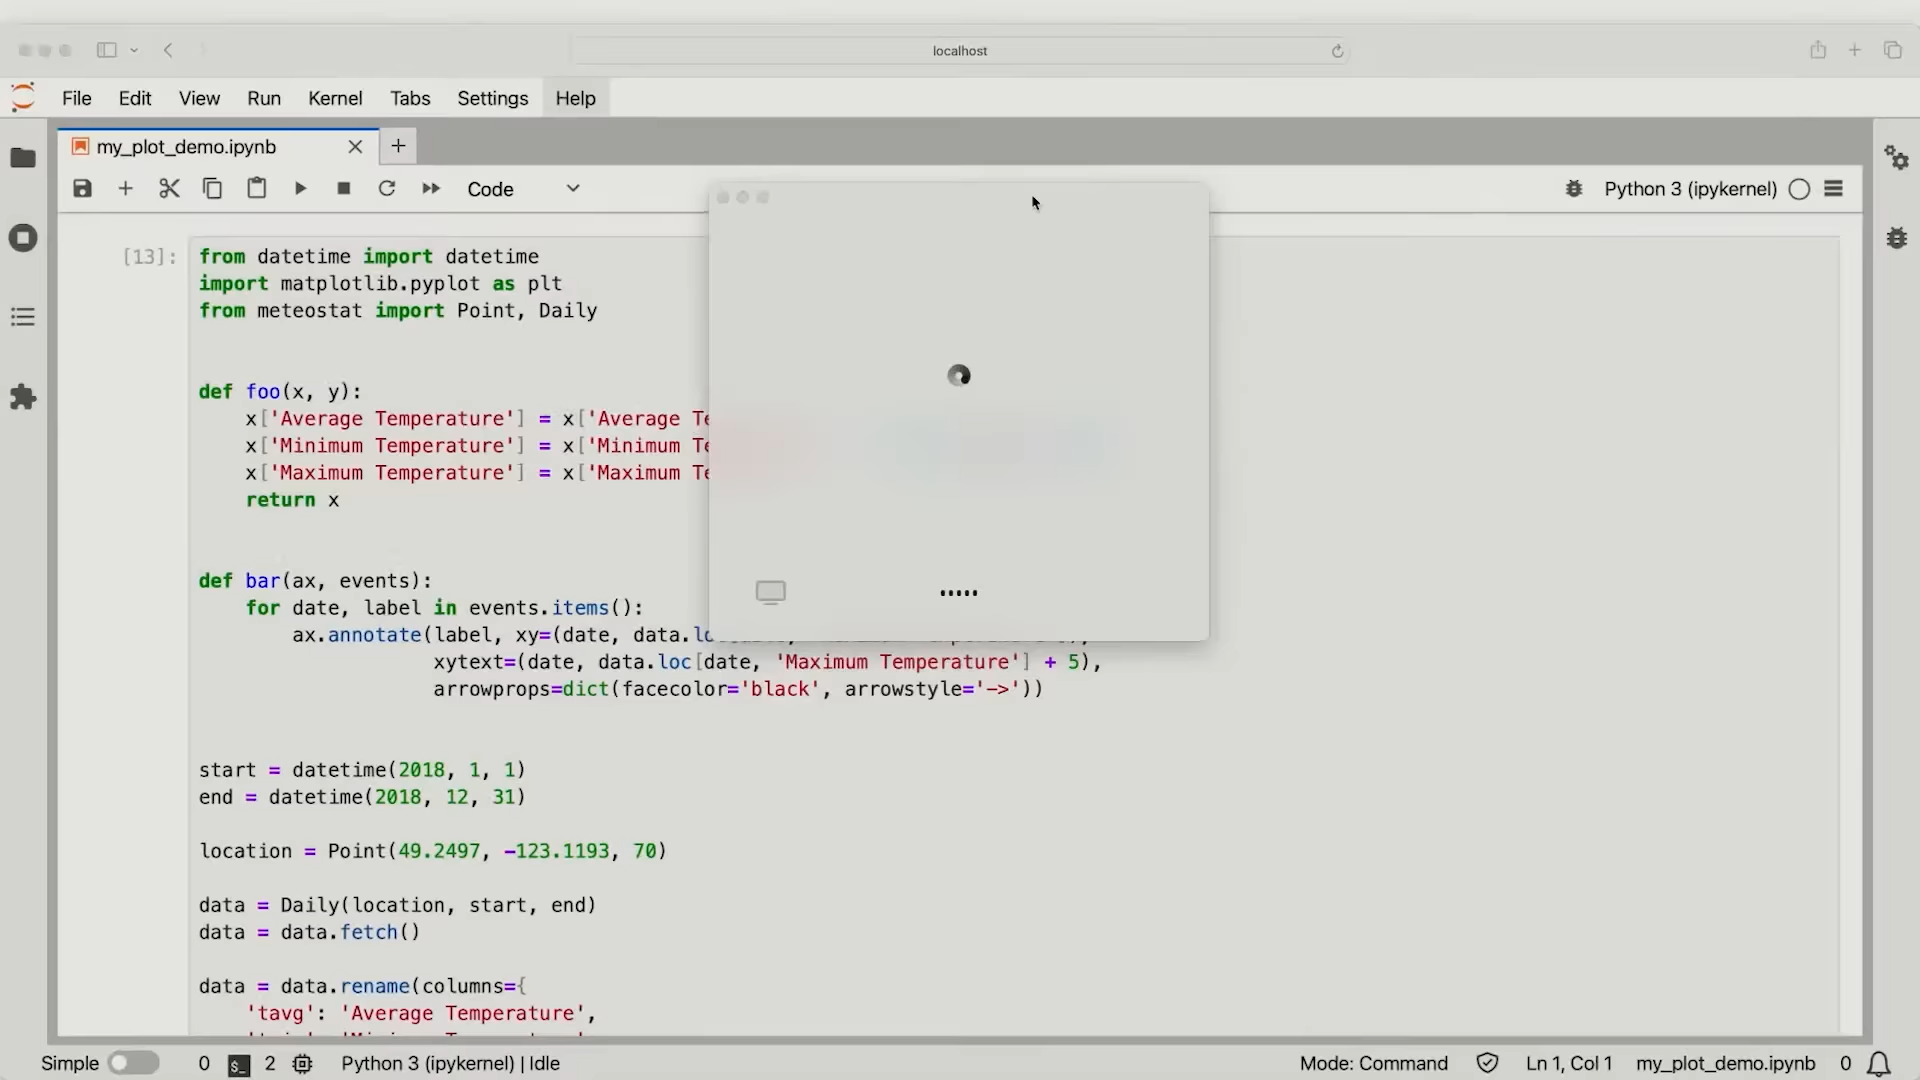 localhost
File Edit View Run Kernel Tabs Settings Help
my_plot_demo.ipynb
Code
Python 3 (ipykernel)
[13]:
from datetime import datetime
import matplotlib.pyplot as plt
from meteostat import Point, Daily
def foo(x, y):
x['Average Temperature'] = x['Average
x['Minimum Temperature'] = x['Minimum
x['Maximum Temperature'] = x['Maximum
return x
def bar(ax, events):
for date, label in events.items():
ax.annotate(label, xy=(date,
xytext=(date, data.loc[date, 'Maximum Temperature'] + 5),
arrowprops=dict(facecolor='black', arrowstyle='->'))
start = datetime(2018, 1, 1)
end = datetime(2018, 12, 31)
location = Point(49.2497, -123.1193, 70)
data = Daily(location, start, end)
data = data.fetch()
data = data.rename(columns={
'tavg': 'Average Temperature',
Simple 0 $_ 2 Python 3 (ipykernel) | Idle Mode: Command Ln 1, Col 1 my_plot_demo.ipynb 0